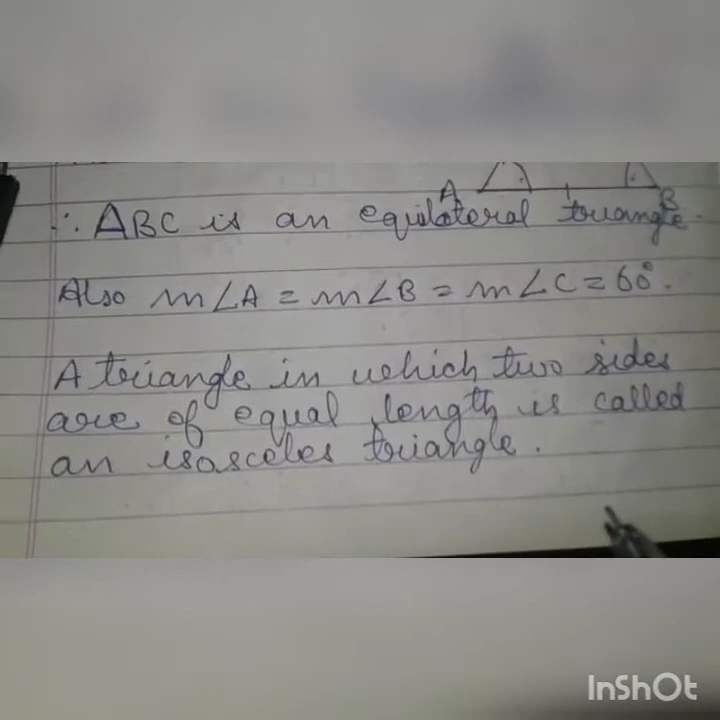 A B
∴ ABC is an equilateral triangle.
Also m∠A = m∠B = m∠C = 60°.
A triangle in which two sides
are of equal length is called
an isosceles triangle.
InShOt